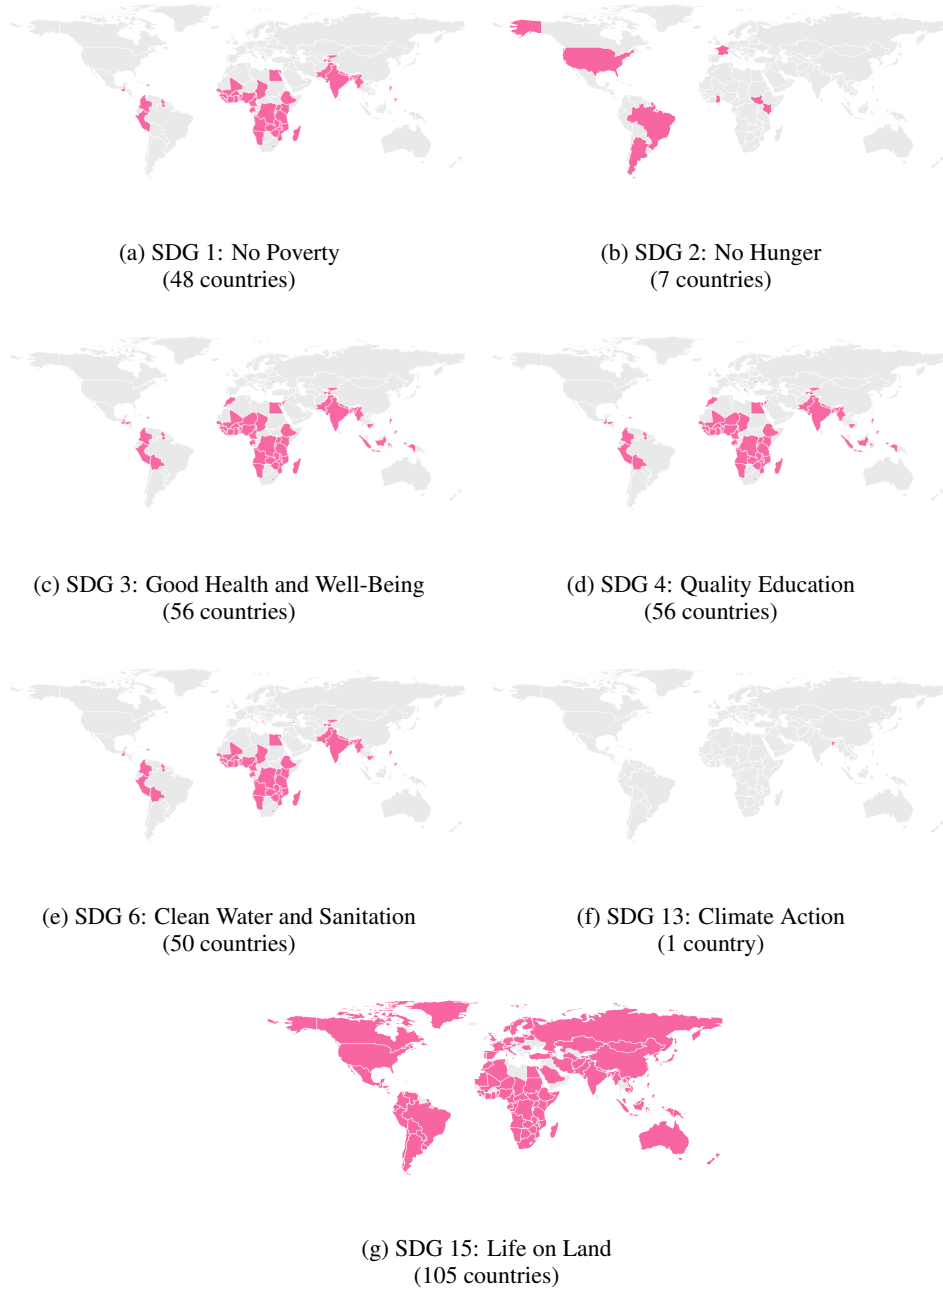 (a) SDG 1: No Poverty
(48 countries)
(b) SDG 2: No Hunger
(7 countries)
(c) SDG 3: Good Health and Well-Being
(56 countries)
(d) SDG 4: Quality Education
(56 countries)
(e) SDG 6: Clean Water and Sanitation
(50 countries)
(f) SDG 13: Climate Action
(1 country)
(g) SDG 15: Life on Land
(105 countries)